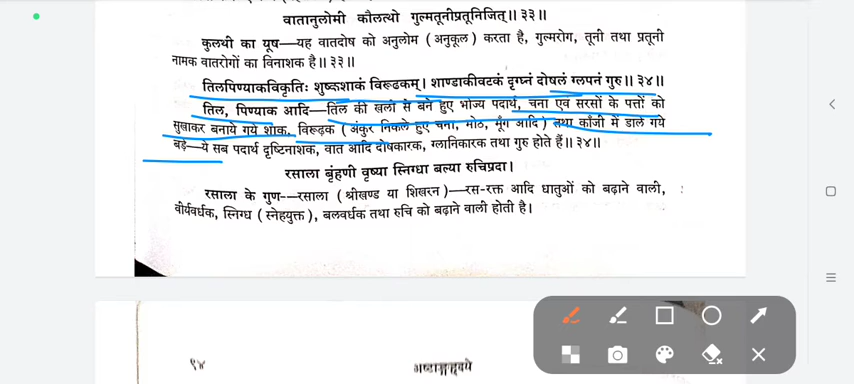 वातानुलोमी कौलत्थो गुल्मतूनीप्रतूनिजित्॥३३॥
कुलथी का यूष—यह वातदोष को अनुलोम (अनुकूल) करता है, गुल्मरोग, तूनी तथा प्रतूनी
नामक वातरोगों का विनाशक है॥३३॥
तिलपिण्याकविकृतिः शुष्कशाकं विरूढकम्। शाण्डाकीवटकं दृग्घ्नं दोषलं ग्लपनं गुरु॥३४॥
तिल, पिण्याक आदि—तिल की खली से बने हुए भोज्य पदार्थ, चना एवं सरसों के पत्तों को
सुखाकर बनाये गये शाक, विरूढ़क (अंकुर निकले हुए चना, मोठ, मूँग आदि) तथा काँजी में डाले गये
बड़े—ये सब पदार्थ दृष्टिनाशक, वात आदि दोषकारक, ग्लानिकारक तथा गुरु होते हैं॥३४॥
रसाला बृंहणी वृष्या स्निग्धा बल्या रुचिप्रदा।
रसाला के गुण—रसाला (श्रीखण्ड या शिखरन)—रस-रक्त आदि धातुओं को बढ़ाने वाली,
वीर्यवर्धक, स्निग्ध (स्नेहयुक्त), बलवर्धक तथा रुचि को बढ़ाने वाली होती है।
९४
अष्टाङ्गहृदये